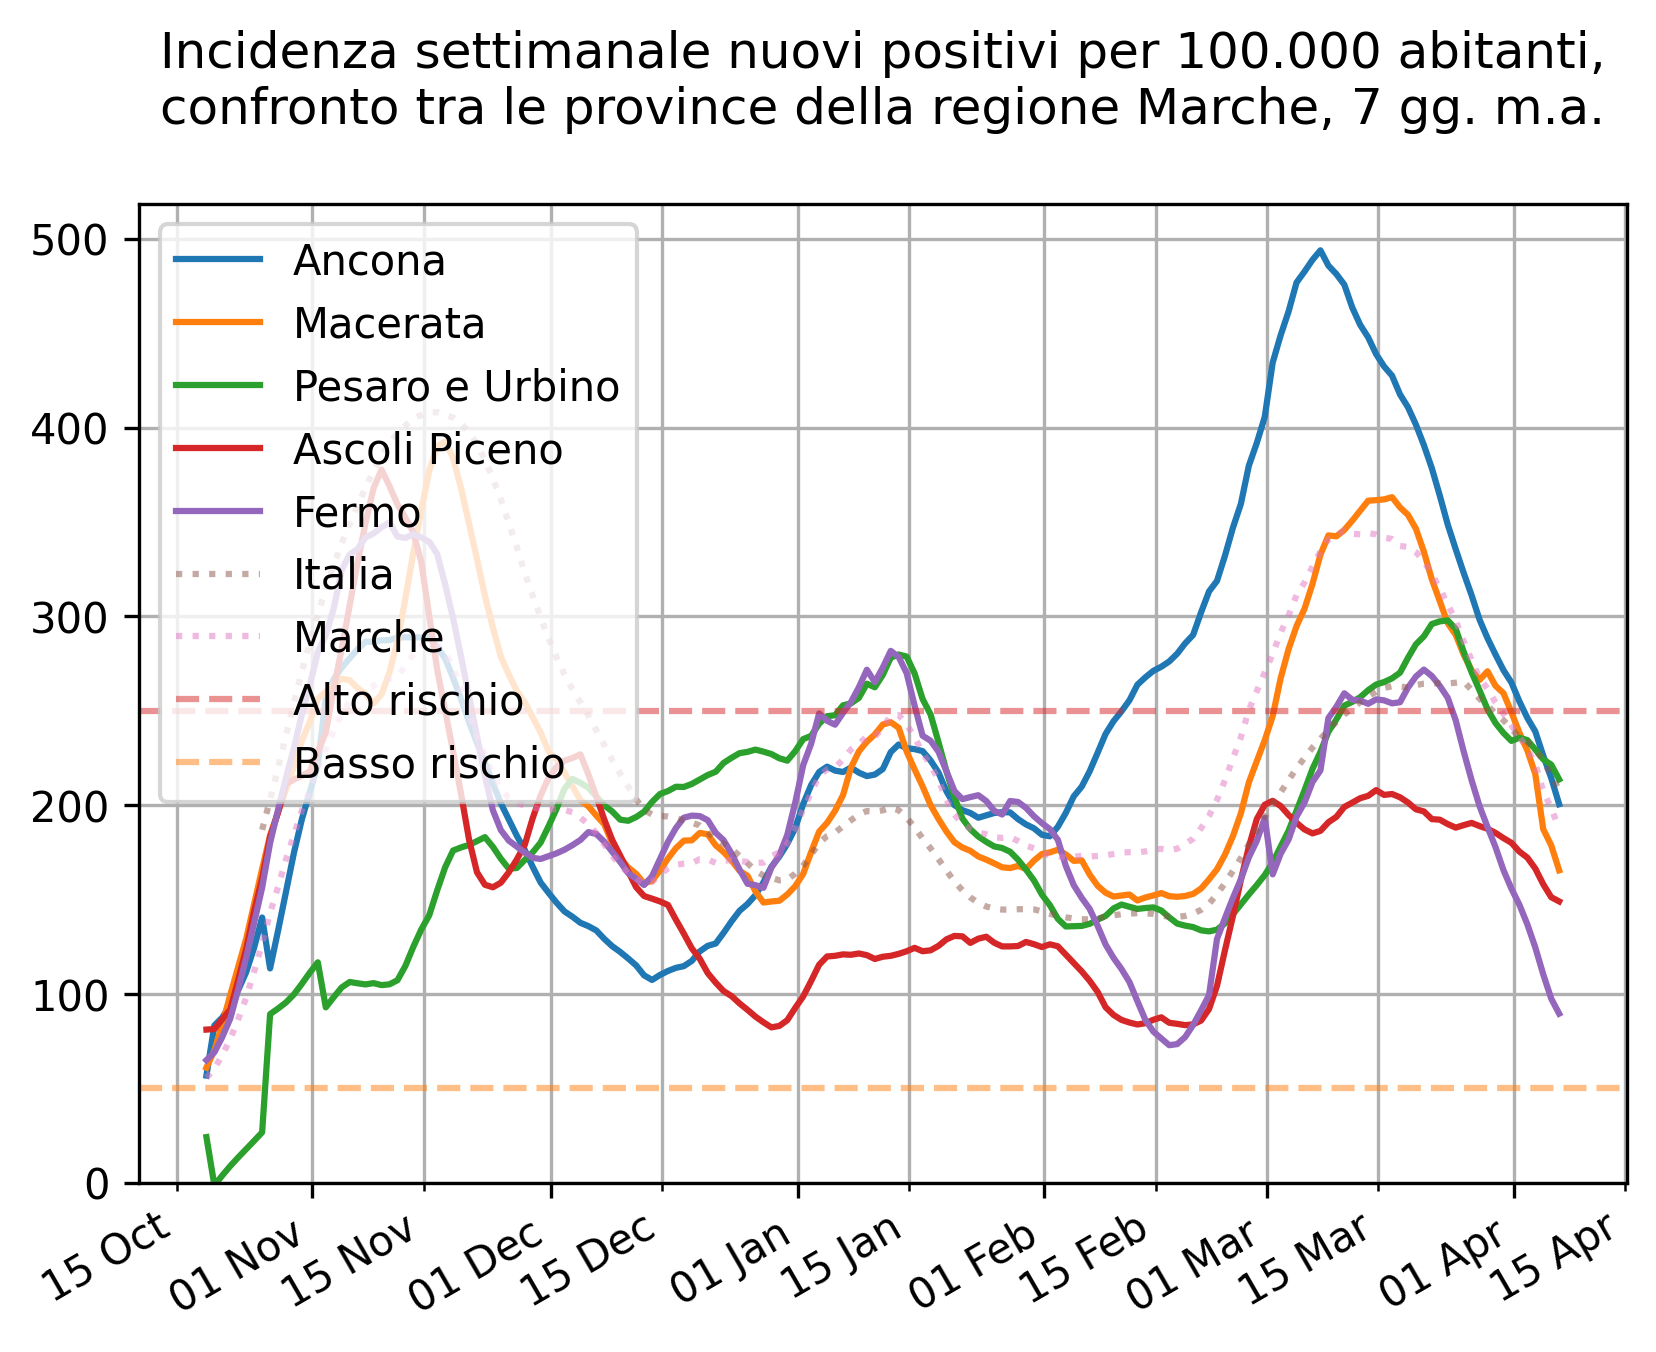 Incidenza settimanale nuovi positivi per 100.000 abitanti,
confronto tra le province della regione Marche, 7 gg. m.a.
500
400
300
200
100
0
Ancona
Macerata
Pesaro e Urbino
Ascoli Piceno
Fermo
Italia
Marche
Alto rischio
Basso rischio
15 Oct
01 Nov
15 Nov
01 Dec
15 Dec
01 Jan
15 Jan
01 Feb
15 Feb
01 Mar
15 Mar
01 Apr
15 Apr